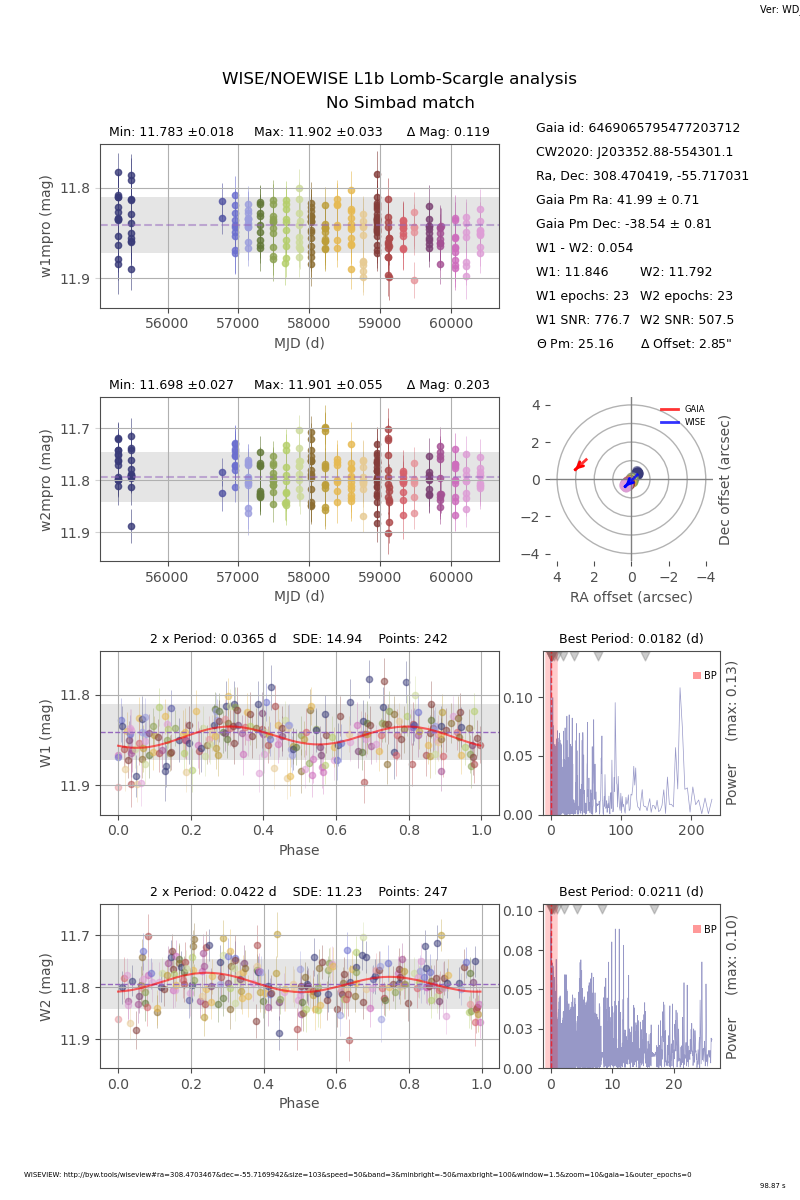 Ver: WD_
WISE/NOEWISE L1b Lomb-Scargle analysis
No Simbad match
Min: 11.783 ±0.018 Max: 11.902 ±0.033 Δ Mag: 0.119
w1mpro (mag)
11.8
11.9
56000 57000 58000 59000 60000
MJD (d)
Gaia id: 6469065795477203712
CW2020: J203352.88-554301.1
Ra, Dec: 308.470419, -55.717031
Gaia Pm Ra: 41.99 ± 0.71
Gaia Pm Dec: -38.54 ± 0.81
W1 - W2: 0.054
W1: 11.846 W2: 11.792
W1 epochs: 23 W2 epochs: 23
W1 SNR: 776.7 W2 SNR: 507.5
Θ Pm: 25.16 Δ Offset: 2.85"
Min: 11.698 ±0.027 Max: 11.901 ±0.055 Δ Mag: 0.203
w2mpro (mag)
11.7
11.8
11.9
56000 57000 58000 59000 60000
MJD (d)
GAIA
WISE
4
2
0
−2
−4
4 2 0 −2 −4
RA offset (arcsec)
Dec offset (arcsec)
2 x Period: 0.0365 d SDE: 14.94 Points: 242
W1 (mag)
11.8
11.9
0.0 0.2 0.4 0.6 0.8 1.0
Phase
Best Period: 0.0182 (d)
BP
0.10
0.05
0.00
0 100 200
Power (max: 0.13)
2 x Period: 0.0422 d SDE: 11.23 Points: 247
W2 (mag)
11.7
11.8
11.9
0.0 0.2 0.4 0.6 0.8 1.0
Phase
Best Period: 0.0211 (d)
BP
0.10
0.08
0.05
0.03
0.00
0 10 20
Power (max: 0.10)
WISEVIEW: http://byw.tools/wiseview#ra=308.4703467&dec=-55.7169942&size=103&speed=50&band=3&minbright=-50&maxbright=100&window=1.5&zoom=10&gaia=1&outer_epochs=0
98.87 s